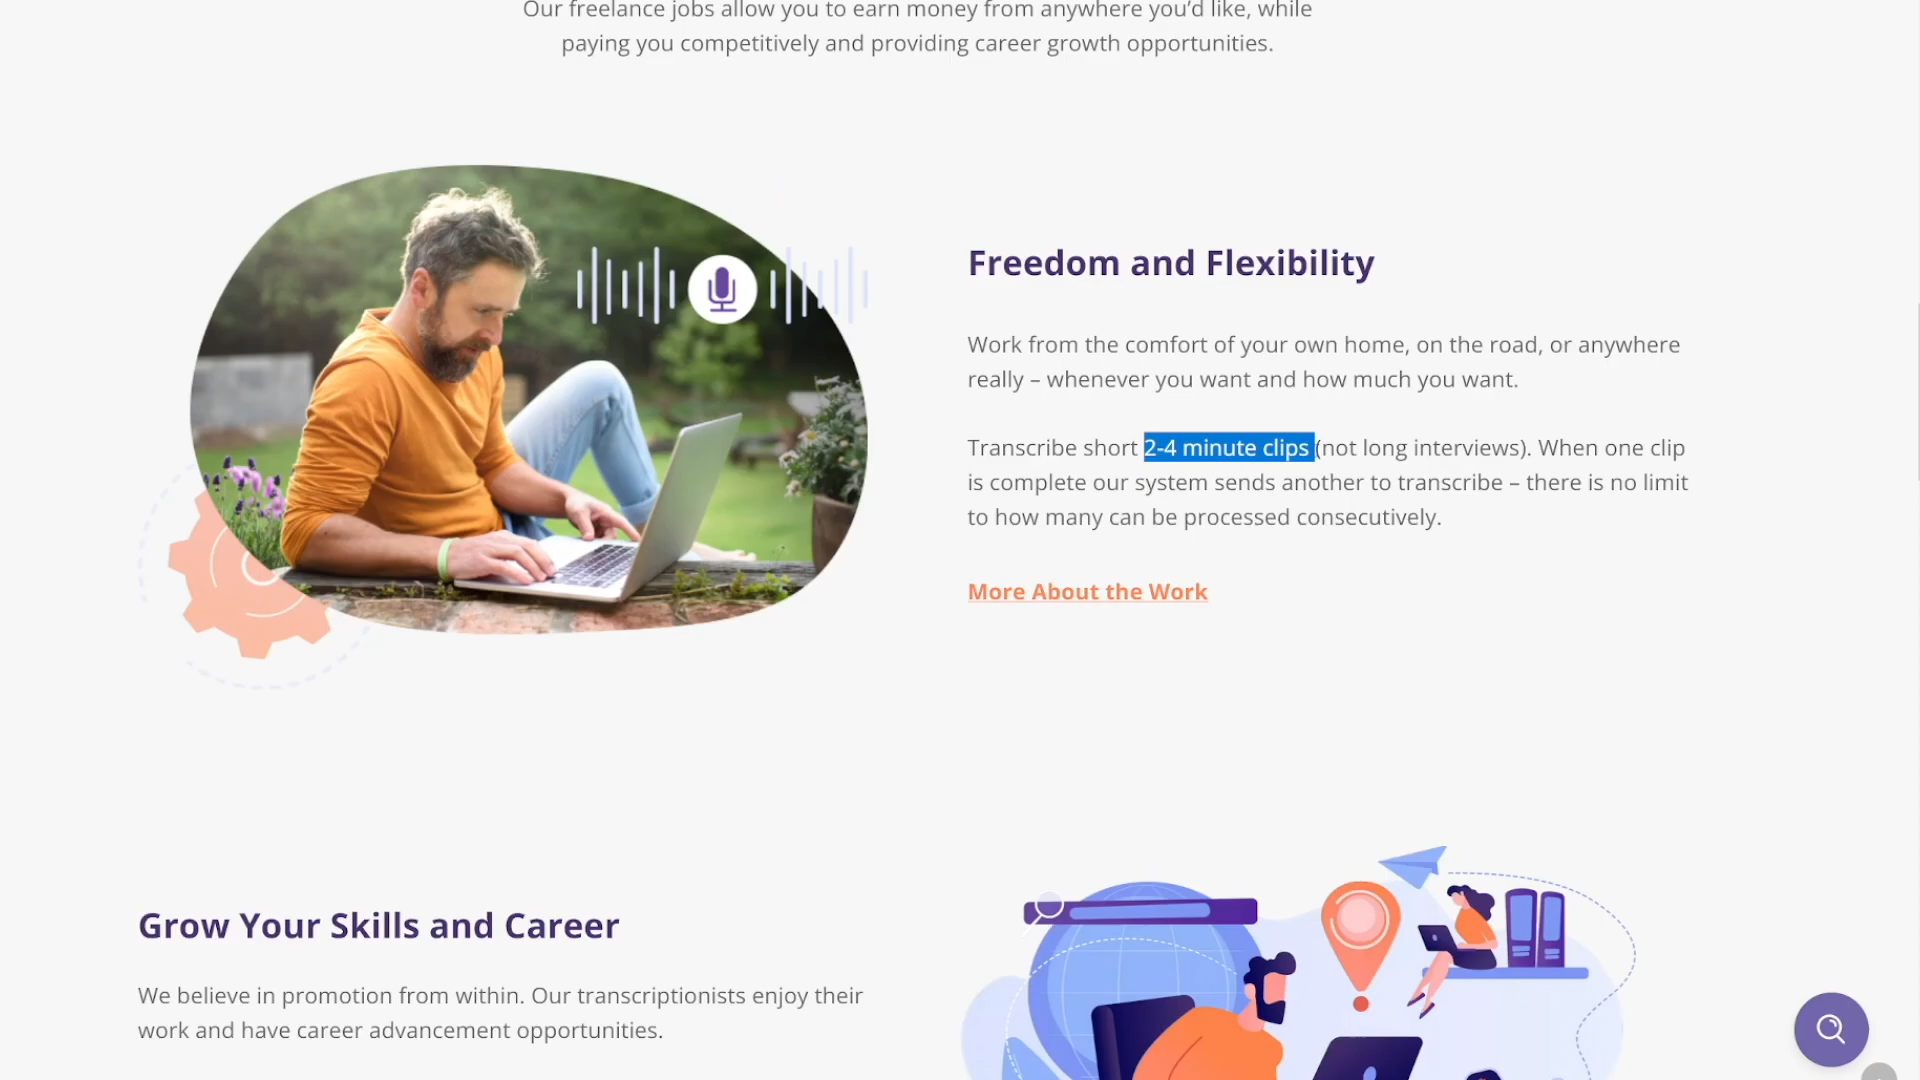 Our freelance jobs allow you to earn money from anywhere you’d like, while
paying you competitively and providing career growth opportunities.
Freedom and Flexibility
Work from the comfort of your own home, on the road, or anywhere
really – whenever you want and how much you want.
Transcribe short 2-4 minute clips (not long interviews). When one clip
is complete our system sends another to transcribe – there is no limit
to how many can be processed consecutively.
More About the Work
Grow Your Skills and Career
We believe in promotion from within. Our transcriptionists enjoy their
work and have career advancement opportunities.